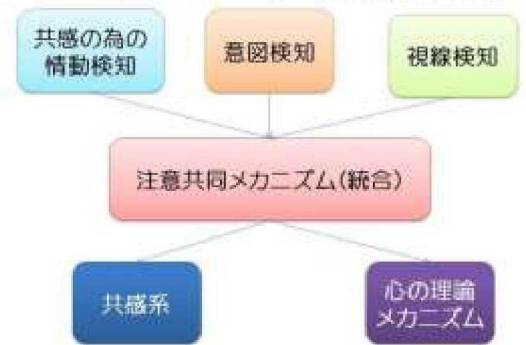 共感の為の
情動検知
意図検知
視線検知
注意共同メカニズム(統合)
共感系
心の理論
メカニズム